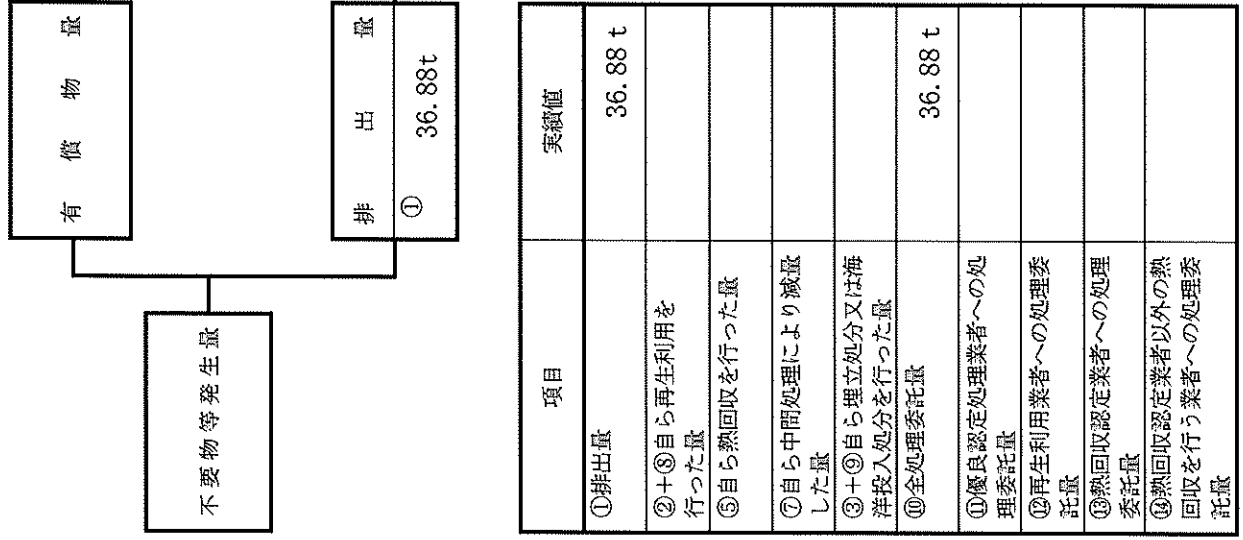 有償物量
不要物等発生量
排出量
① 36.88t
項目 実績値
①排出量 36.88 t
②+⑧自ら再生利用を
行った量
⑤自ら熱回収を行った量
⑦自ら中間処理により減量
した量
③+⑨自ら埋立処分又は海
洋投入処分を行った量
⑩全処理委託量 36.88 t
⑪優良認定処理業者への処
理委託量
⑫再生利用業者への処理委
託量
⑬熱回収認定業者への処理
委託量
⑭熱回収認定業者以外の熱
回収を行う業者への処理委
託量